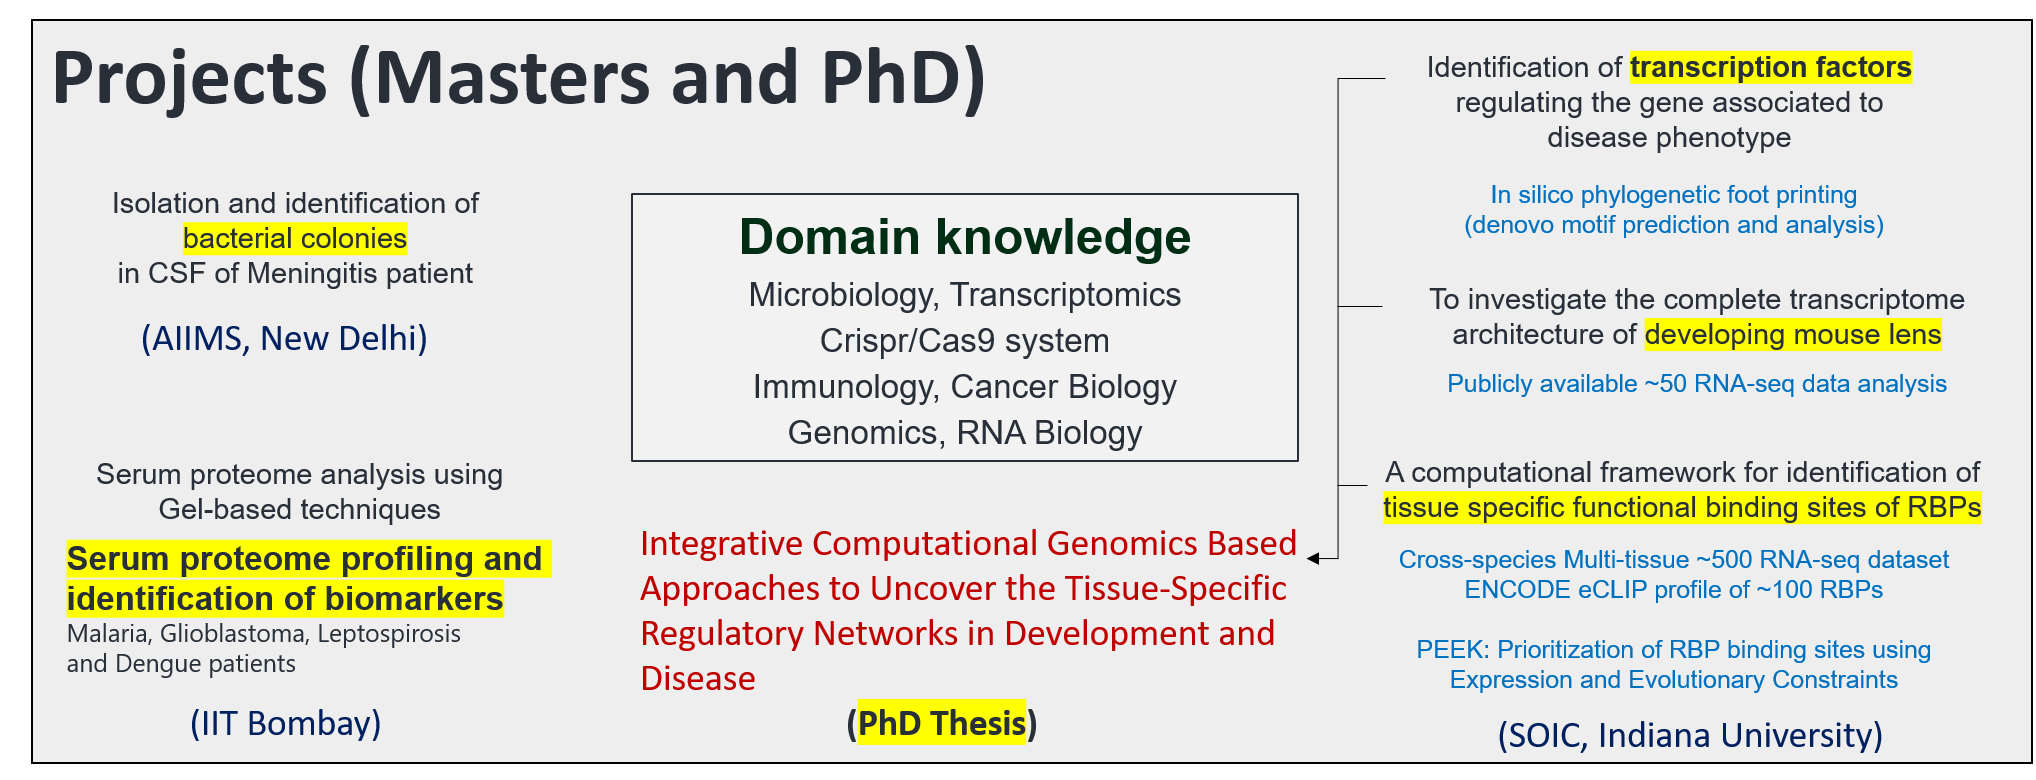 Projects (Masters and PhD)
Isolation and identification of
bacterial colonies
in CSF of Meningitis patient
(AIIMS, New Delhi)
Serum proteome analysis using
Gel-based techniques
Serum proteome profiling and
identification of biomarkers
Malaria, Glioblastoma, Leptospirosis
and Dengue patients
(IIT Bombay)
Domain knowledge
Microbiology, Transcriptomics
Crispr/Cas9 system
Immunology, Cancer Biology
Genomics, RNA Biology
Integrative Computational Genomics Based
Approaches to Uncover the Tissue-Specific
Regulatory Networks in Development and
Disease
(PhD Thesis)
Identification of transcription factors
regulating the gene associated to
disease phenotype
In silico phylogenetic foot printing
(denovo motif prediction and analysis)
To investigate the complete transcriptome
architecture of developing mouse lens
Publicly available ~50 RNA-seq data analysis
A computational framework for identification of
tissue specific functional binding sites of RBPs
Cross-species Multi-tissue ~500 RNA-seq dataset
ENCODE eCLIP profile of ~100 RBPs
PEEK: Prioritization of RBP binding sites using
Expression and Evolutionary Constraints
(SOIC, Indiana University)